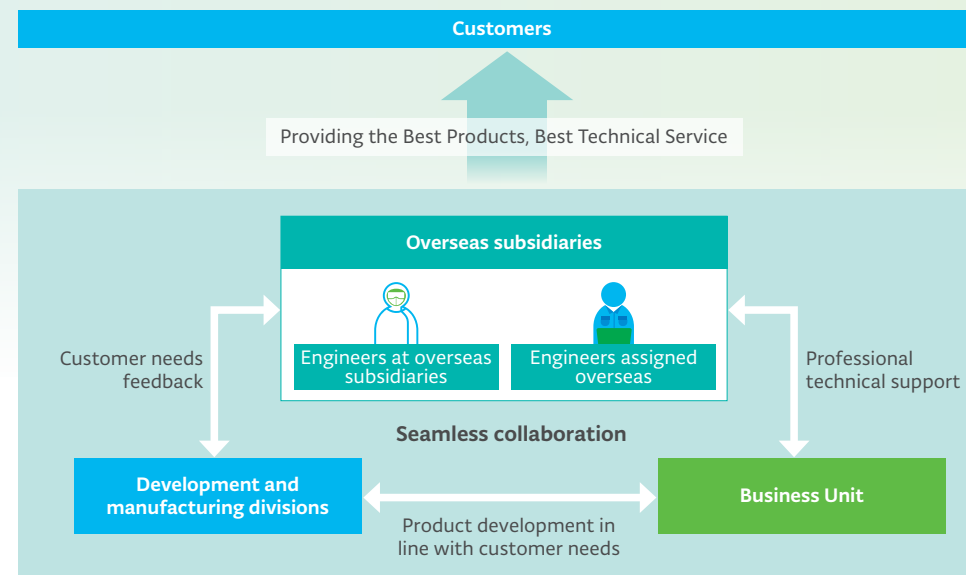 Customers
Providing the Best Products, Best Technical Service
Overseas subsidiaries
Engineers at overseas
subsidiaries
Engineers assigned
overseas
Customer needs
feedback
Professional
technical support
Seamless collaboration
Development and
manufacturing divisions
Business Unit
Product development in
line with customer needs